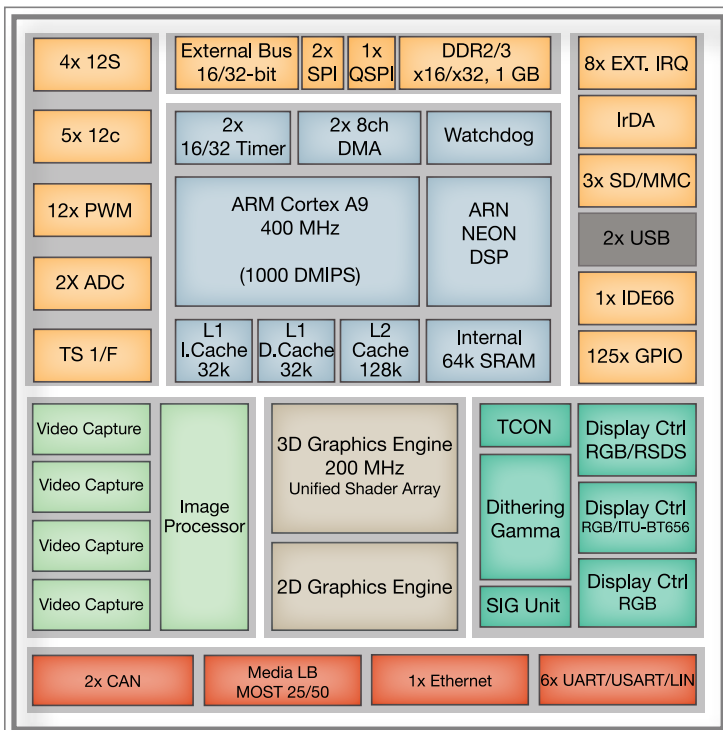 4x 12S
External Bus
16/32-bit
2x
SPI
1x
QSPI
DDR2/3
x16/x32, 1 GB
8x EXT. IRQ
5x 12c
2x
16/32 Timer
2x 8ch
DMA
Watchdog
IrDA
12x PWM
ARM Cortex A9
400 MHz
(1000 DMIPS)
ARN
NEON
DSP
3x SD/MMC
2x USB
2X ADC
1x IDE66
TS 1/F
L1
I.Cache
32k
L1
D.Cache
32k
L2
Cache
128k
Internal
64k SRAM
125x GPIO
Video Capture
Video Capture
Video Capture
Video Capture
Image
Processor
3D Graphics Engine
200 MHz
Unified Shader Array
2D Graphics Engine
TCON
Dithering
Gamma
SIG Unit
Display Ctrl
RGB/RSDS
Display Ctrl
RGB/ITU-BT656
Display Ctrl
RGB
2x CAN
Media LB
MOST 25/50
1x Ethernet
6x UART/USART/LIN